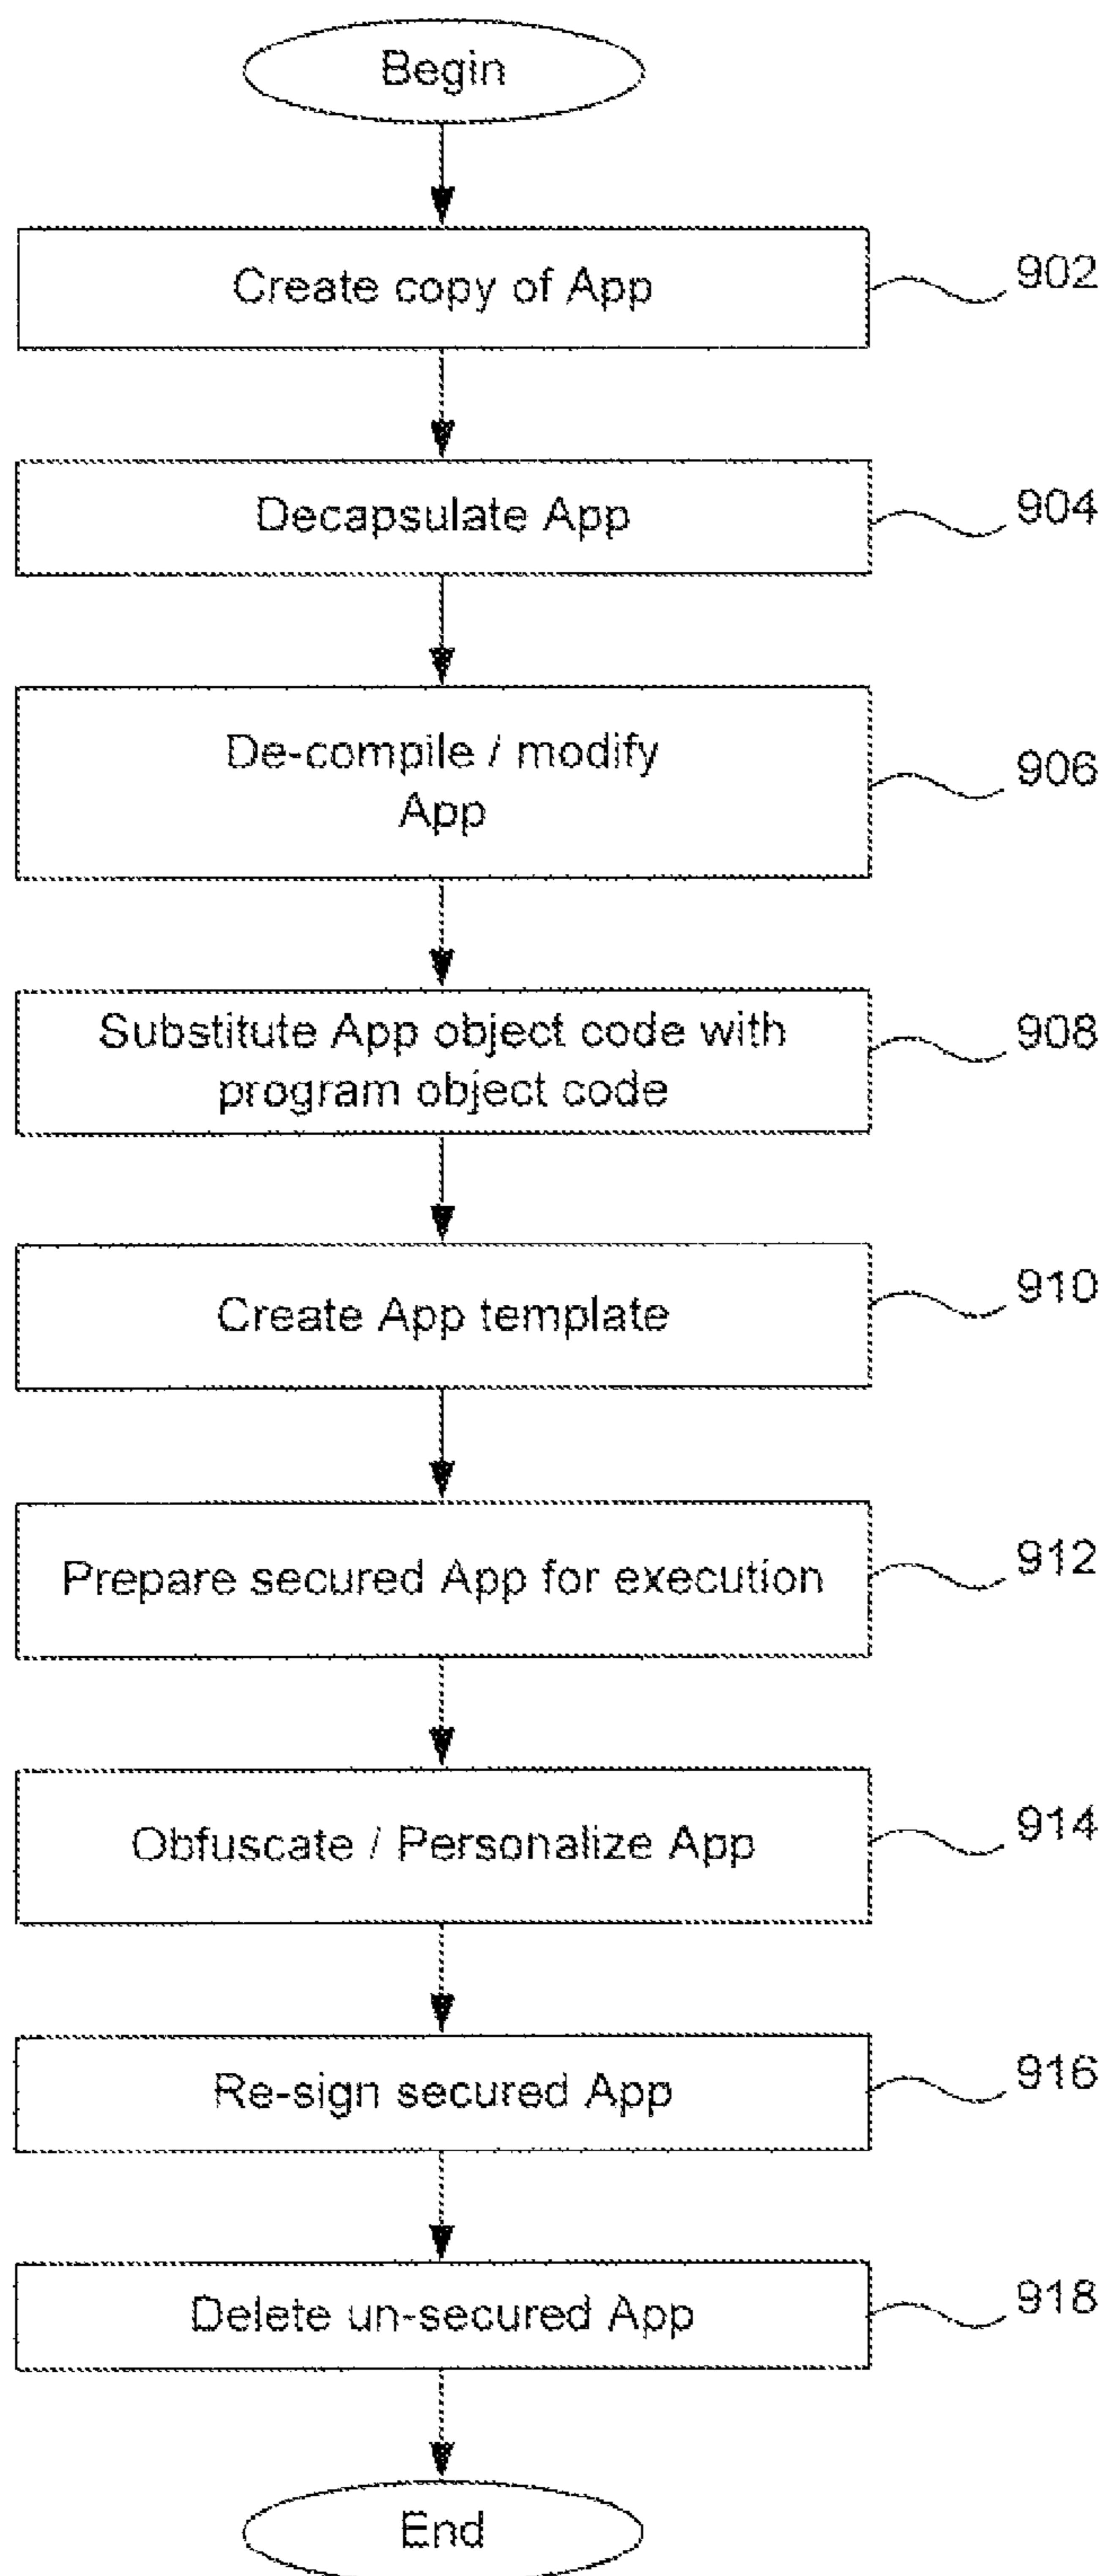 Begin
Create copy of App
902
Decapsulate App
904
De-compile / modify
App
906
Substitute App object code with
program object code
908
Create App template
910
Prepare secured App for execution
912
Obfuscate / Personalize App
914
Re-sign secured App
916
Delete un-secured App
918
End